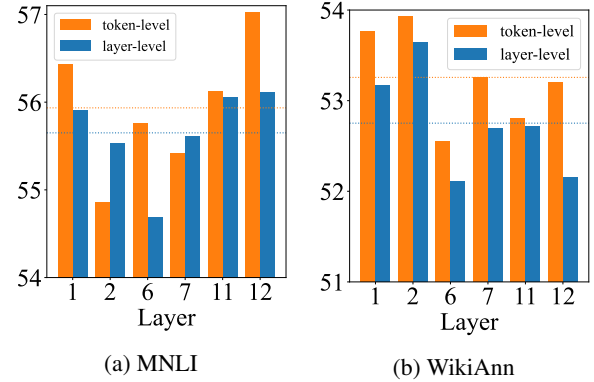 57
56
55
54
token-level
layer-level
1 2 6 7 11 12
Layer
(a) MNLI
54
53
52
51
token-level
layer-level
1 2 6 7 11 12
Layer
(b) WikiAnn